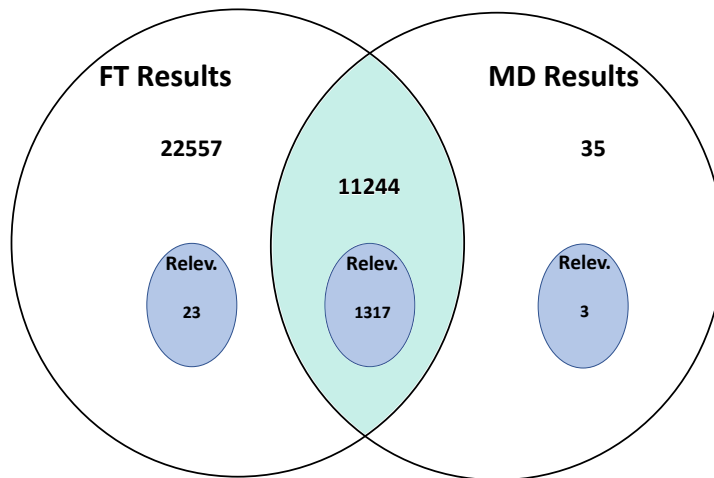 FT Results
MD Results
22557
11244
35
Relev.
23
Relev.
1317
Relev.
3